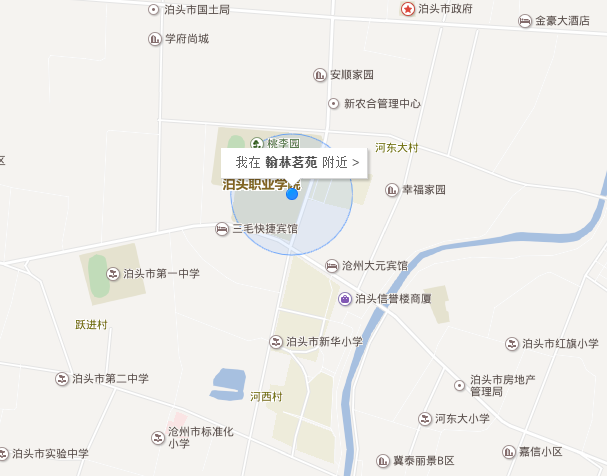 泊头市国土局
泊头市政府
金豪大酒店
学府尚城
安顺家园
新农合管理中心
桃李园
河东大村
区
我在 翰林茗苑 附近 >
泊头职业学院
幸福家园
三毛快捷宾馆
沧州大元宾馆
泊头市第一中学
泊头信誉楼商厦
跃进村
泊头市新华小学
泊头市红旗小学
泊头市第二中学
泊头市房地产
管理局
河西村
河东大小学
沧州市标准化
小学
泊头市实验中学
冀泰丽景B区
嘉信小区